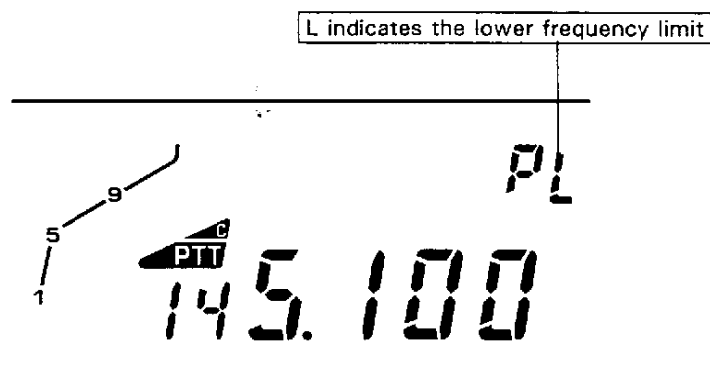 L indicates the lower frequency limit
PL
9
5
C
PTT
1
145.100